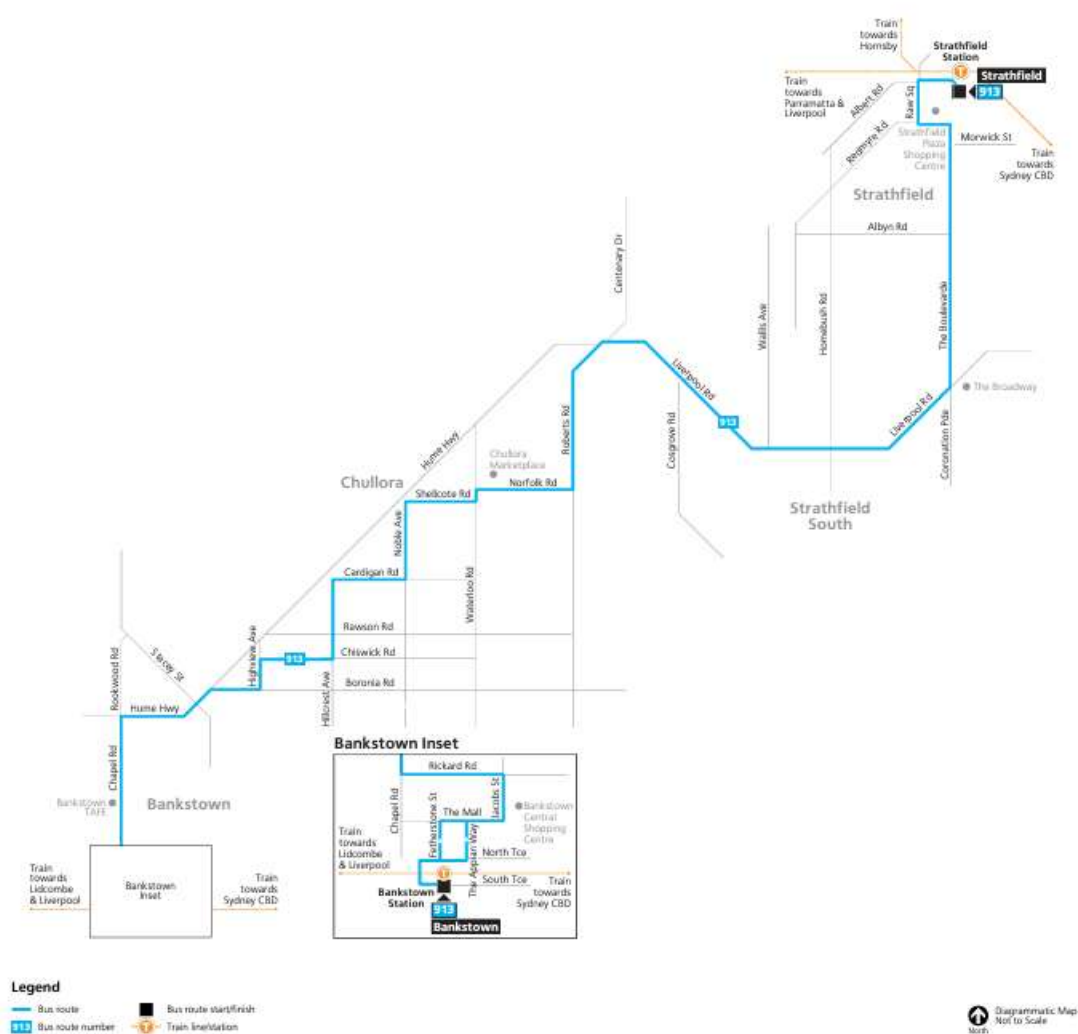 Train
towards
Hornsby
Strathfield
Station
T
Strathfield
913
Train
towards
Parramatta &
Liverpool
Albert Rd
Raw Sq
Redmyre Rd
Strathfield
Plaza
Shopping
Centre
Morwick St
Train
towards
Sydney CBD
Strathfield
Albyn Rd
Centenary Dr
Wallis Ave
Homebush Rd
The Boulevarde
Liverpool Rd
The Broadway
Liverpool Rd
Coronation Pde
913
Cosgrove Rd
Roberts Rd
Hume Hwy
Chullora
Marketplace
Norfolk Rd
Chullora
Shellcote Rd
Noble Ave
Strathfield
South
Cardigan Rd
Waterloo Rd
Rawson Rd
Highview Ave
913
Chiswick Rd
Boronia Rd
Hillcrest Ave
Stacey St
Rookwood Rd
Hume Hwy
Chapel Rd
Bankstown
TAFE
Bankstown
Train
towards
Lidcombe
& Liverpool
Bankstown
Inset
Train
towards
Sydney CBD
Bankstown Inset
Rickard Rd
Chapel Rd
Fetherstone St
The Mall
Jacobs St
Bankstown
Central
Shopping
Centre
The Appian Way
Train
towards
Lidcombe
& Liverpool
North Tce
T
South Tce
Bankstown
Station
Train
towards
Sydney CBD
913
Bankstown
Legend
Bus route
Bus route start/finish
913 Bus route number
T Train line/station
Diagrammatic Map
Not to Scale
North